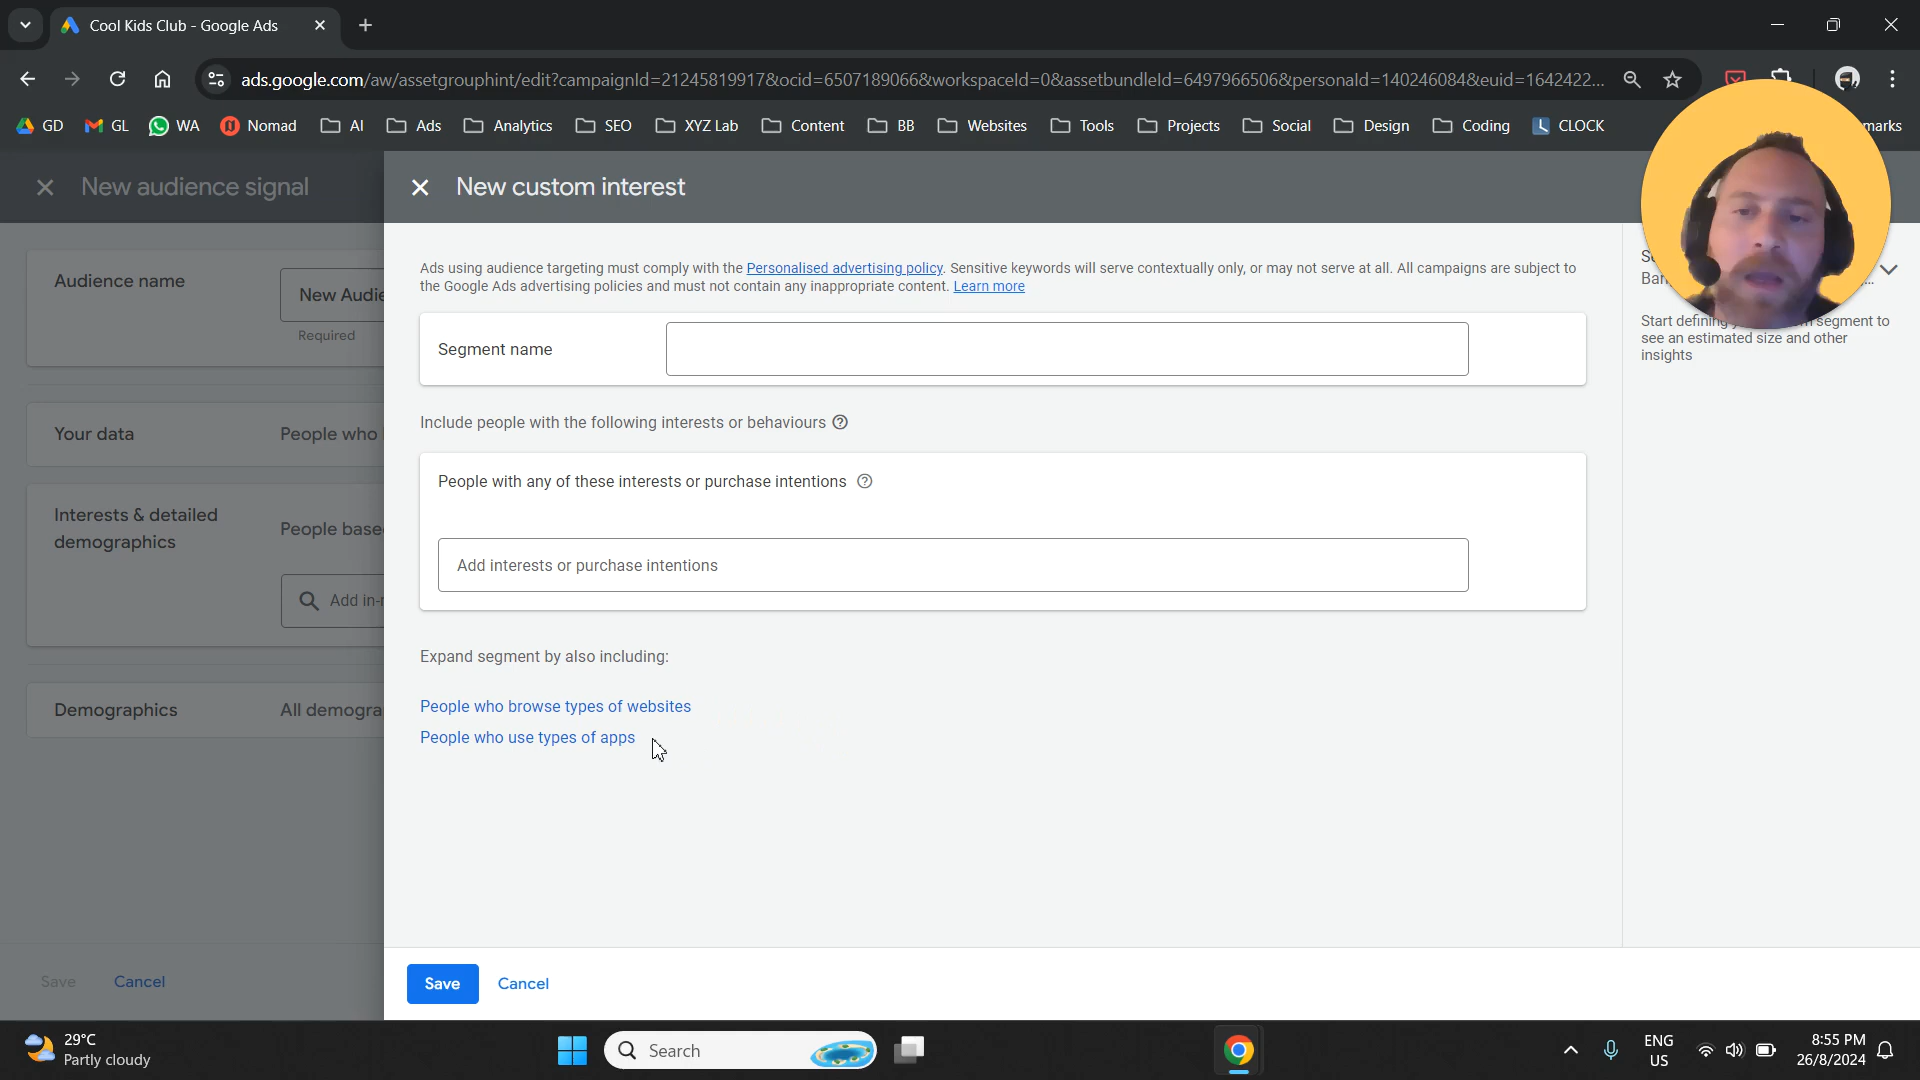 Cool Kids Club - Google Ads
ads.google.com/aw/assetgrouphint/edit?campaignId=21245819917&ocid=6507189066&workspaceId=0&assetbundleId=6497966506&personaId=140246084&euid=1642422...
GD GL WA Nomad AI Ads Analytics SEO XYZ Lab Content BB Websites Tools Projects Social Design Coding CLOCK
New audience signal
New custom interest
Ads using audience targeting must comply with the Personalised advertising policy. Sensitive keywords will serve contextually only, or may not serve at all. All campaigns are subject to
the Google Ads advertising policies and must not contain any inappropriate content. Learn more
Audience name
New Audie
Required
Segment name
Start defining segment to
see an estimated size and other
insights
Include people with the following interests or behaviours
Your data
People who
People with any of these interests or purchase intentions
Interests & detailed
demographics
People base
Add in-
Add interests or purchase intentions
Expand segment by also including:
People who browse types of websites
People who use types of apps
Demographics
All demogra
Save Cancel
Save Cancel
29°C
Partly cloudy
Search
ENG
US
8:55 PM
26/8/2024